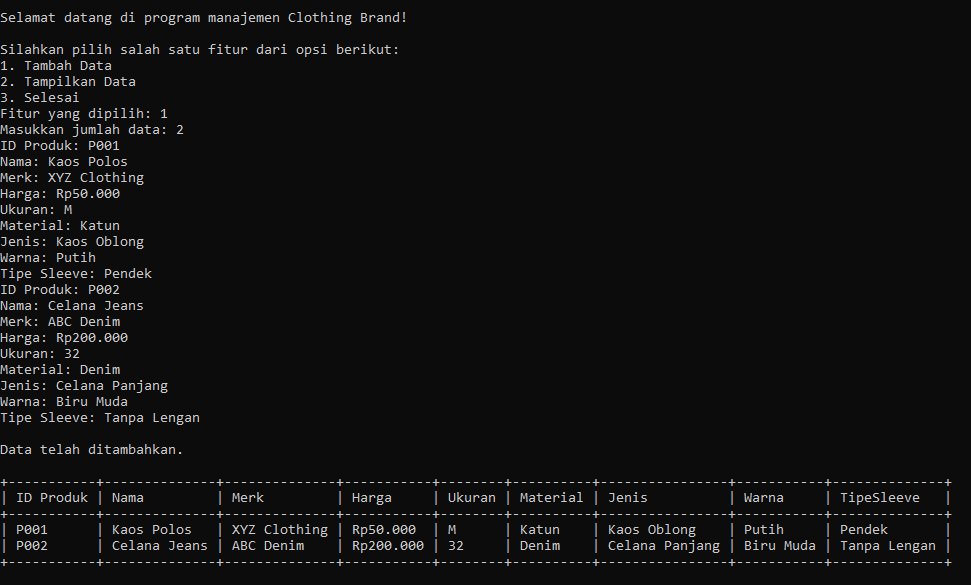 Selamat datang di program manajemen Clothing Brand!
Silahkan pilih salah satu fitur dari opsi berikut:
1. Tambah Data
2. Tampilkan Data
3. Selesai
Fitur yang dipilih: 1
Masukkan jumlah data: 2
ID Produk: P001
Nama: Kaos Polos
Merk: XYZ Clothing
Harga: Rp50.000
Ukuran: M
Material: Katun
Jenis: Kaos Oblong
Warna: Putih
Tipe Sleeve: Pendek
ID Produk: P002
Nama: Celana Jeans
Merk: ABC Denim
Harga: Rp200.000
Ukuran: 32
Material: Denim
Jenis: Celana Panjang
Warna: Biru Muda
Tipe Sleeve: Tanpa Lengan
Data telah ditambahkan.
+-----------+--------------+--------------+-----------+--------+----------+----------------+-----------+--------------+
| ID Produk | Nama         | Merk         | Harga     | Ukuran | Material | Jenis          | Warna     | TipeSleeve   |
+-----------+--------------+--------------+-----------+--------+----------+----------------+-----------+--------------+
| P001      | Kaos Polos   | XYZ Clothing | Rp50.000  | M      | Katun    | Kaos Oblong    | Putih     | Pendek       |
| P002      | Celana Jeans | ABC Denim    | Rp200.000 | 32     | Denim    | Celana Panjang | Biru Muda | Tanpa Lengan |
+-----------+--------------+--------------+-----------+--------+----------+----------------+-----------+--------------+